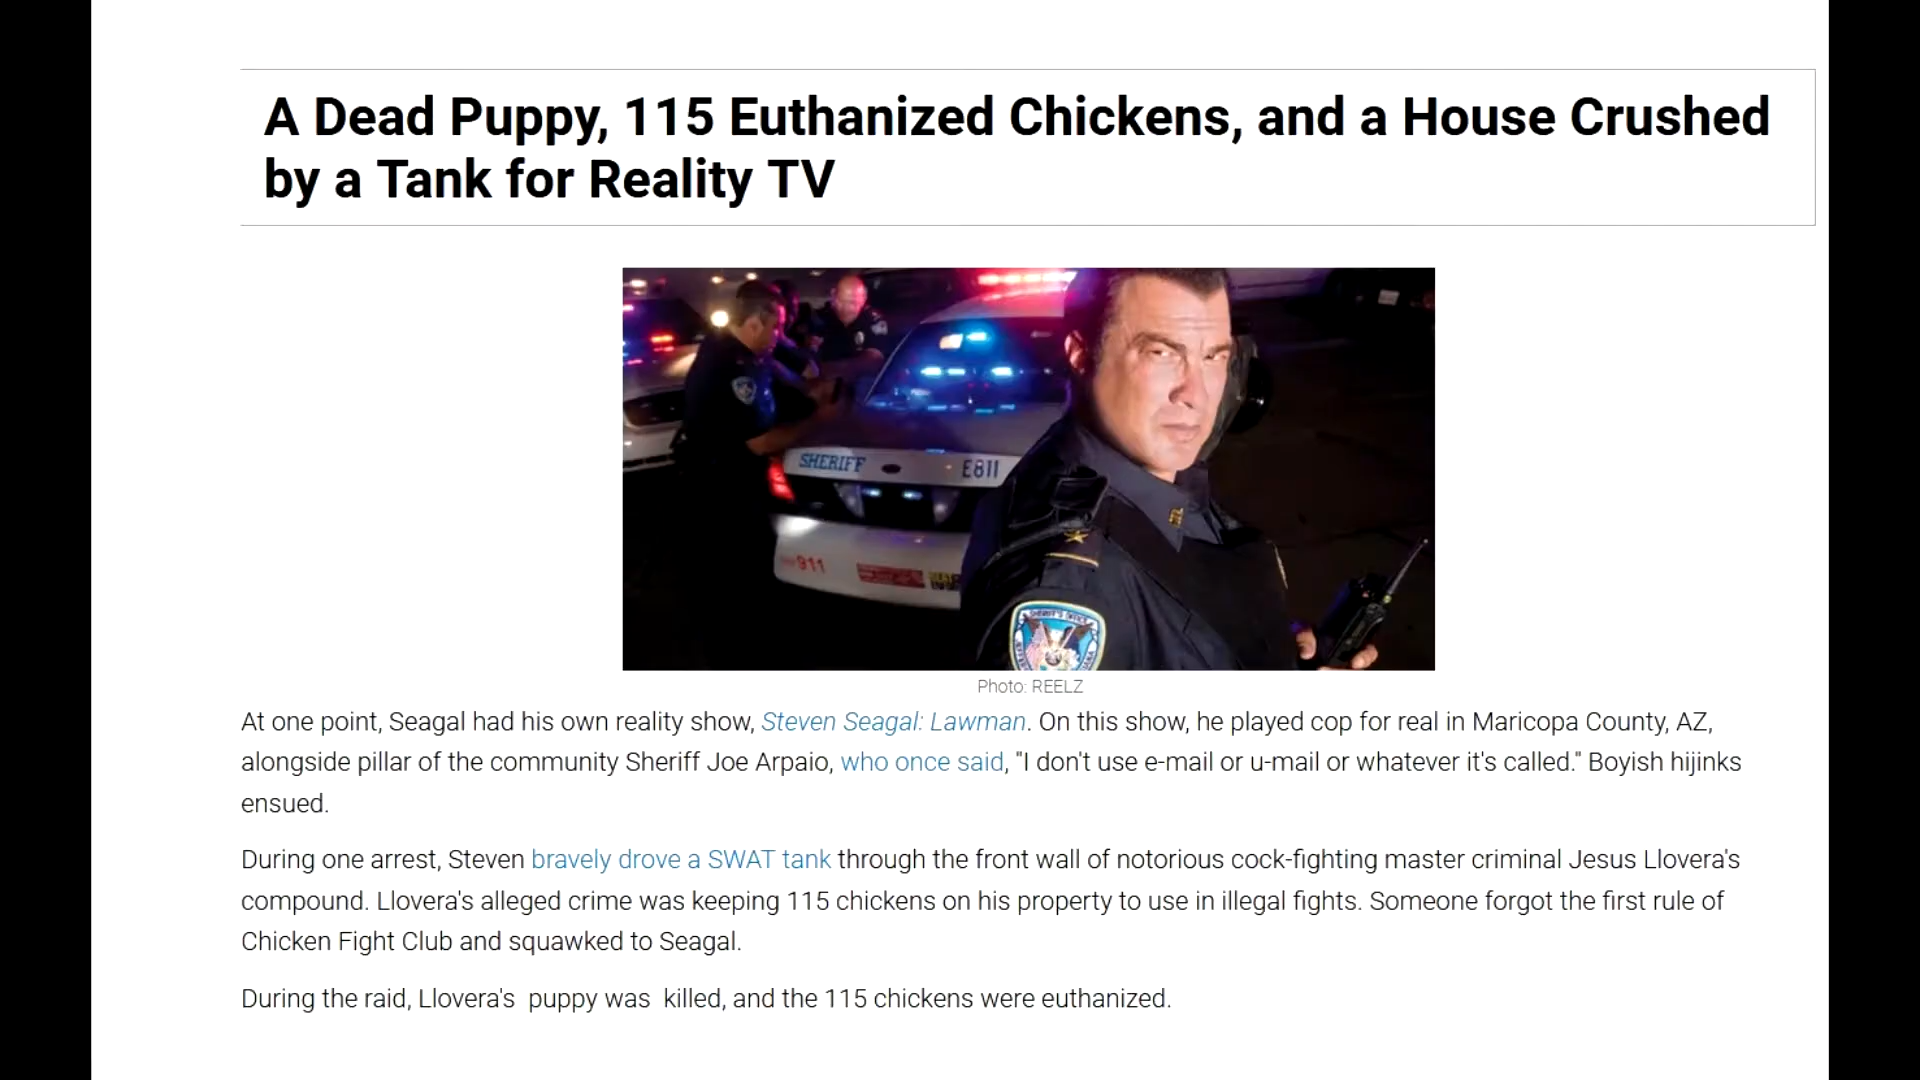 A Dead Puppy, 115 Euthanized Chickens, and a House Crushed
by a Tank for Reality TV
SHERIFF
E811
911
SHERIFF'S OFFICE
Photo: REELZ
At one point, Seagal had his own reality show, Steven Seagal: Lawman. On this show, he played cop for real in Maricopa County, AZ,
alongside pillar of the community Sheriff Joe Arpaio, who once said, "I don't use e-mail or u-mail or whatever it's called." Boyish hijinks
ensued.
During one arrest, Steven bravely drove a SWAT tank through the front wall of notorious cock-fighting master criminal Jesus Llovera's
compound. Llovera's alleged crime was keeping 115 chickens on his property to use in illegal fights. Someone forgot the first rule of
Chicken Fight Club and squawked to Seagal.
During the raid, Llovera's puppy was killed, and the 115 chickens were euthanized.